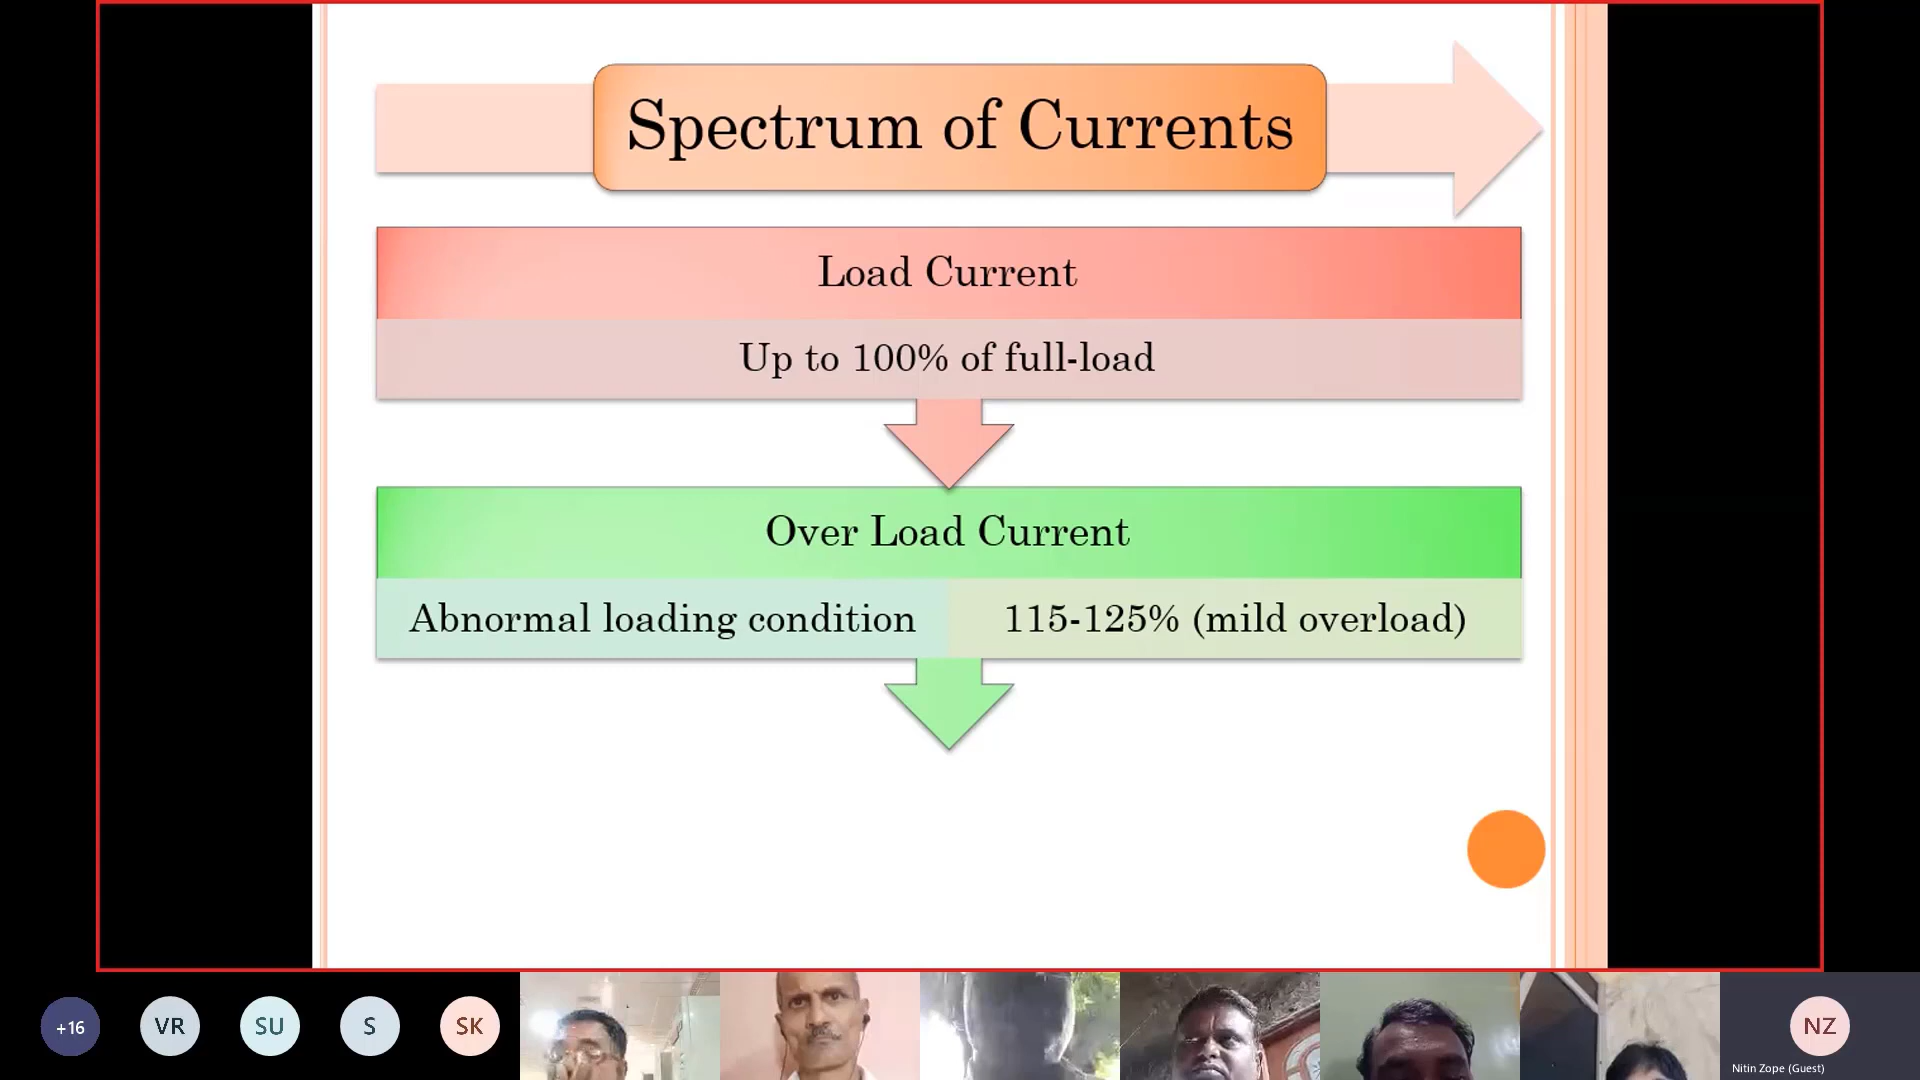 Spectrum of Currents
Load Current
Up to 100% of full-load
Over Load Current
Abnormal loading condition
115-125% (mild overload)
+16
VR
SU
S
SK
NZ
Nitin Zope (Guest)